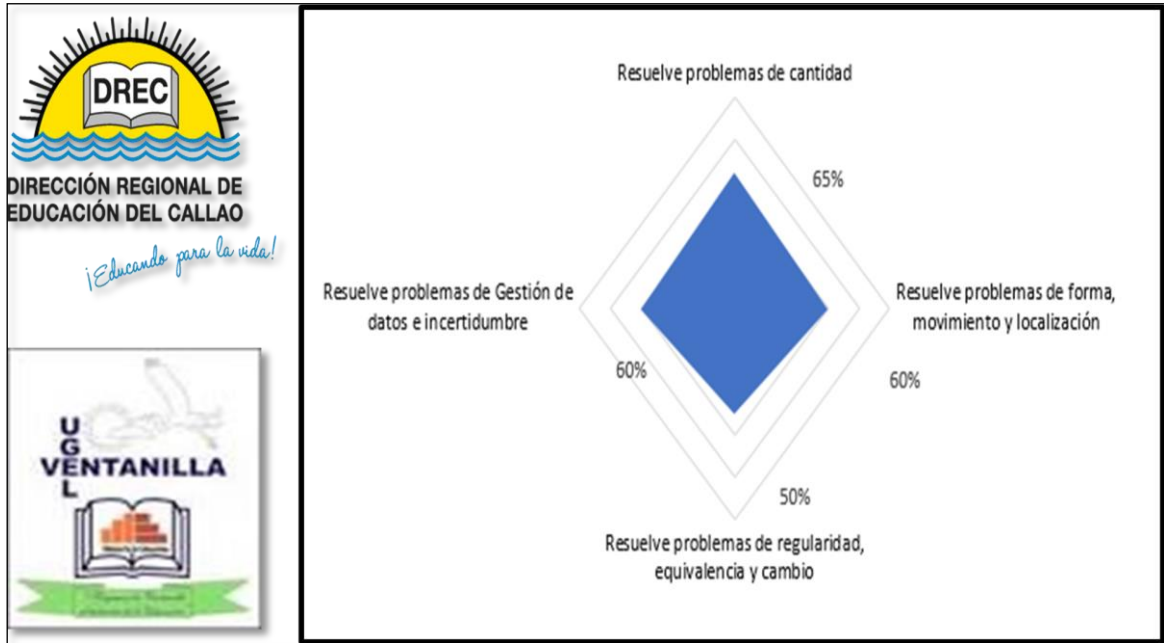 DREC
DIRECCIÓN REGIONAL DE
EDUCACIÓN DEL CALLAO
¡Educando para la vida!
UGEL
VENTANILLA
Resuelve problemas de cantidad
65%
Resuelve problemas de forma,
movimiento y localización
60%
50%
Resuelve problemas de regularidad,
equivalencia y cambio
Resuelve problemas de Gestión de
datos e incertidumbre
60%